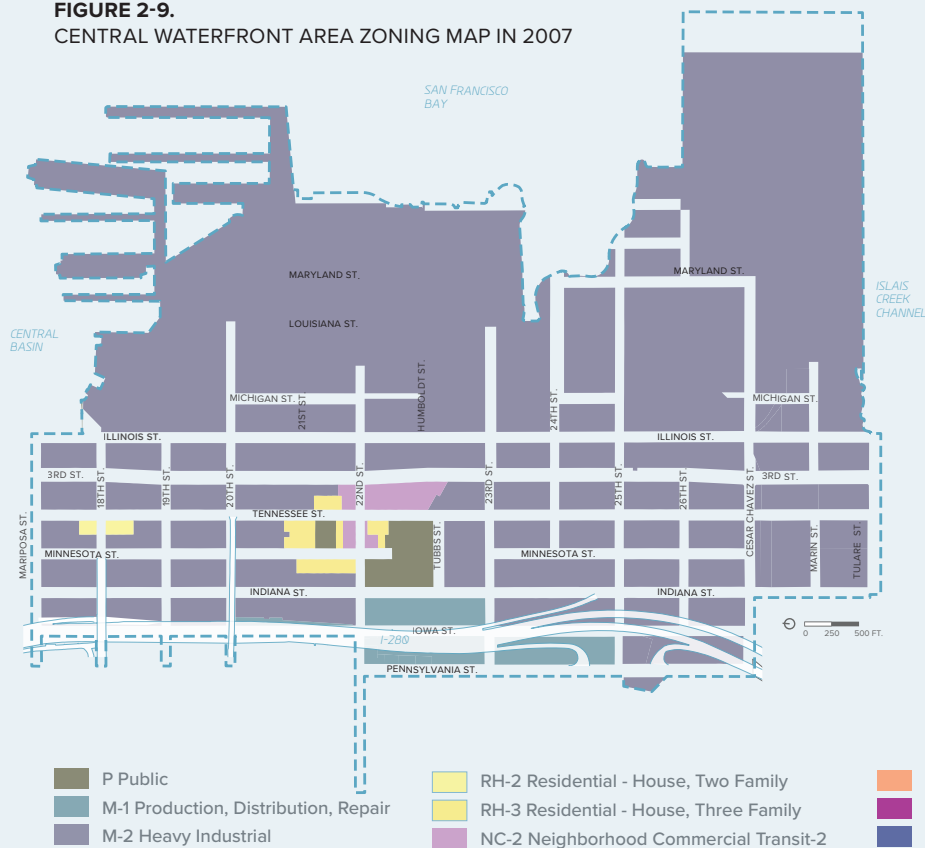 FIGURE 2-9.
CENTRAL WATERFRONT AREA ZONING MAP IN 2007
SAN FRANCISCO
BAY
MARYLAND ST.
MARYLAND ST.
ISLAIS
CREEK
CHANNEL
LOUISIANA ST.
CENTRAL
BASIN
MICHIGAN ST.
21ST ST.
HUMBOLDT ST.
24TH ST.
MICHIGAN ST.
ILLINOIS ST.
ILLINOIS ST.
3RD ST.
18TH ST.
19TH ST.
20TH ST.
22ND ST.
23RD ST.
25TH ST.
26TH ST.
CESAR CHAVEZ ST.
3RD ST.
TENNESSEE ST.
MARIPOSA ST.
MINNESOTA ST.
TUBBS ST.
MINNESOTA ST.
MARIN ST.
TULARE ST.
INDIANA ST.
INDIANA ST.
IOWA ST.
I-280
PENNSYLVANIA ST.
0 250 500 FT.
P Public
M-1 Production, Distribution, Repair
M-2 Heavy Industrial
RH-2 Residential - House, Two Family
RH-3 Residential - House, Three Family
NC-2 Neighborhood Commercial Transit-2